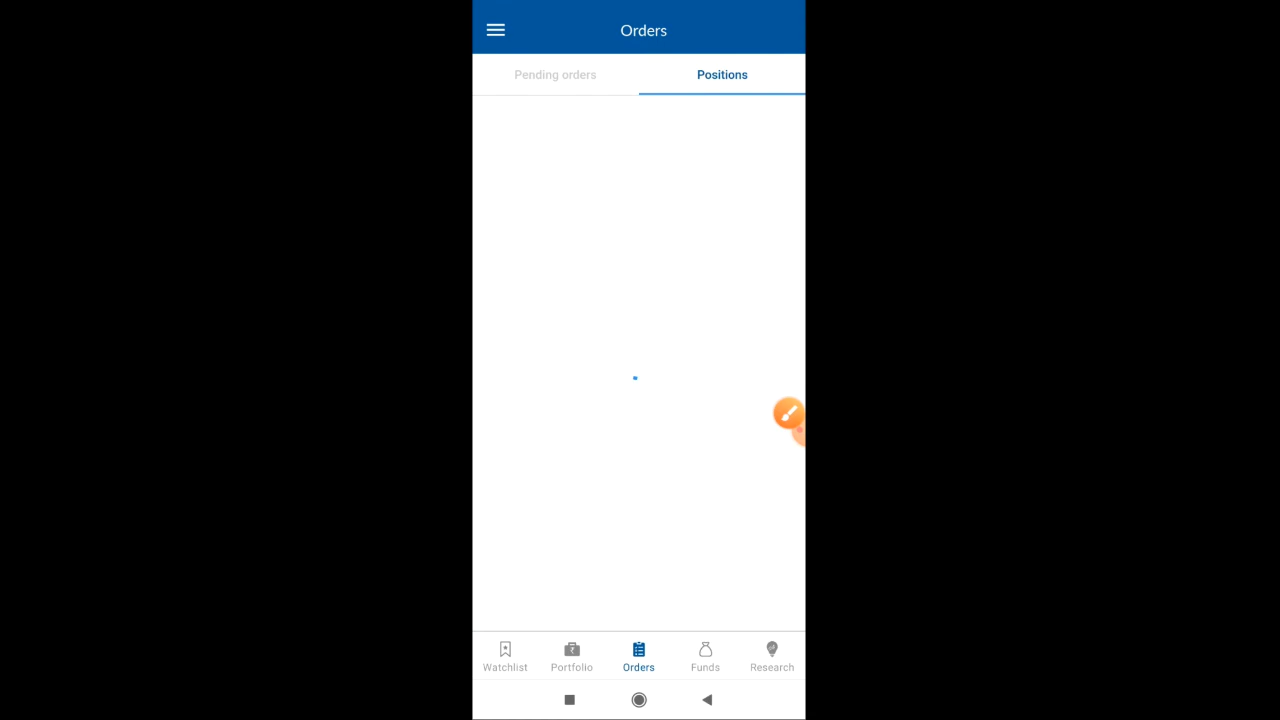 Orders
Pending orders Positions
Watchlist Portfolio Orders Funds Research